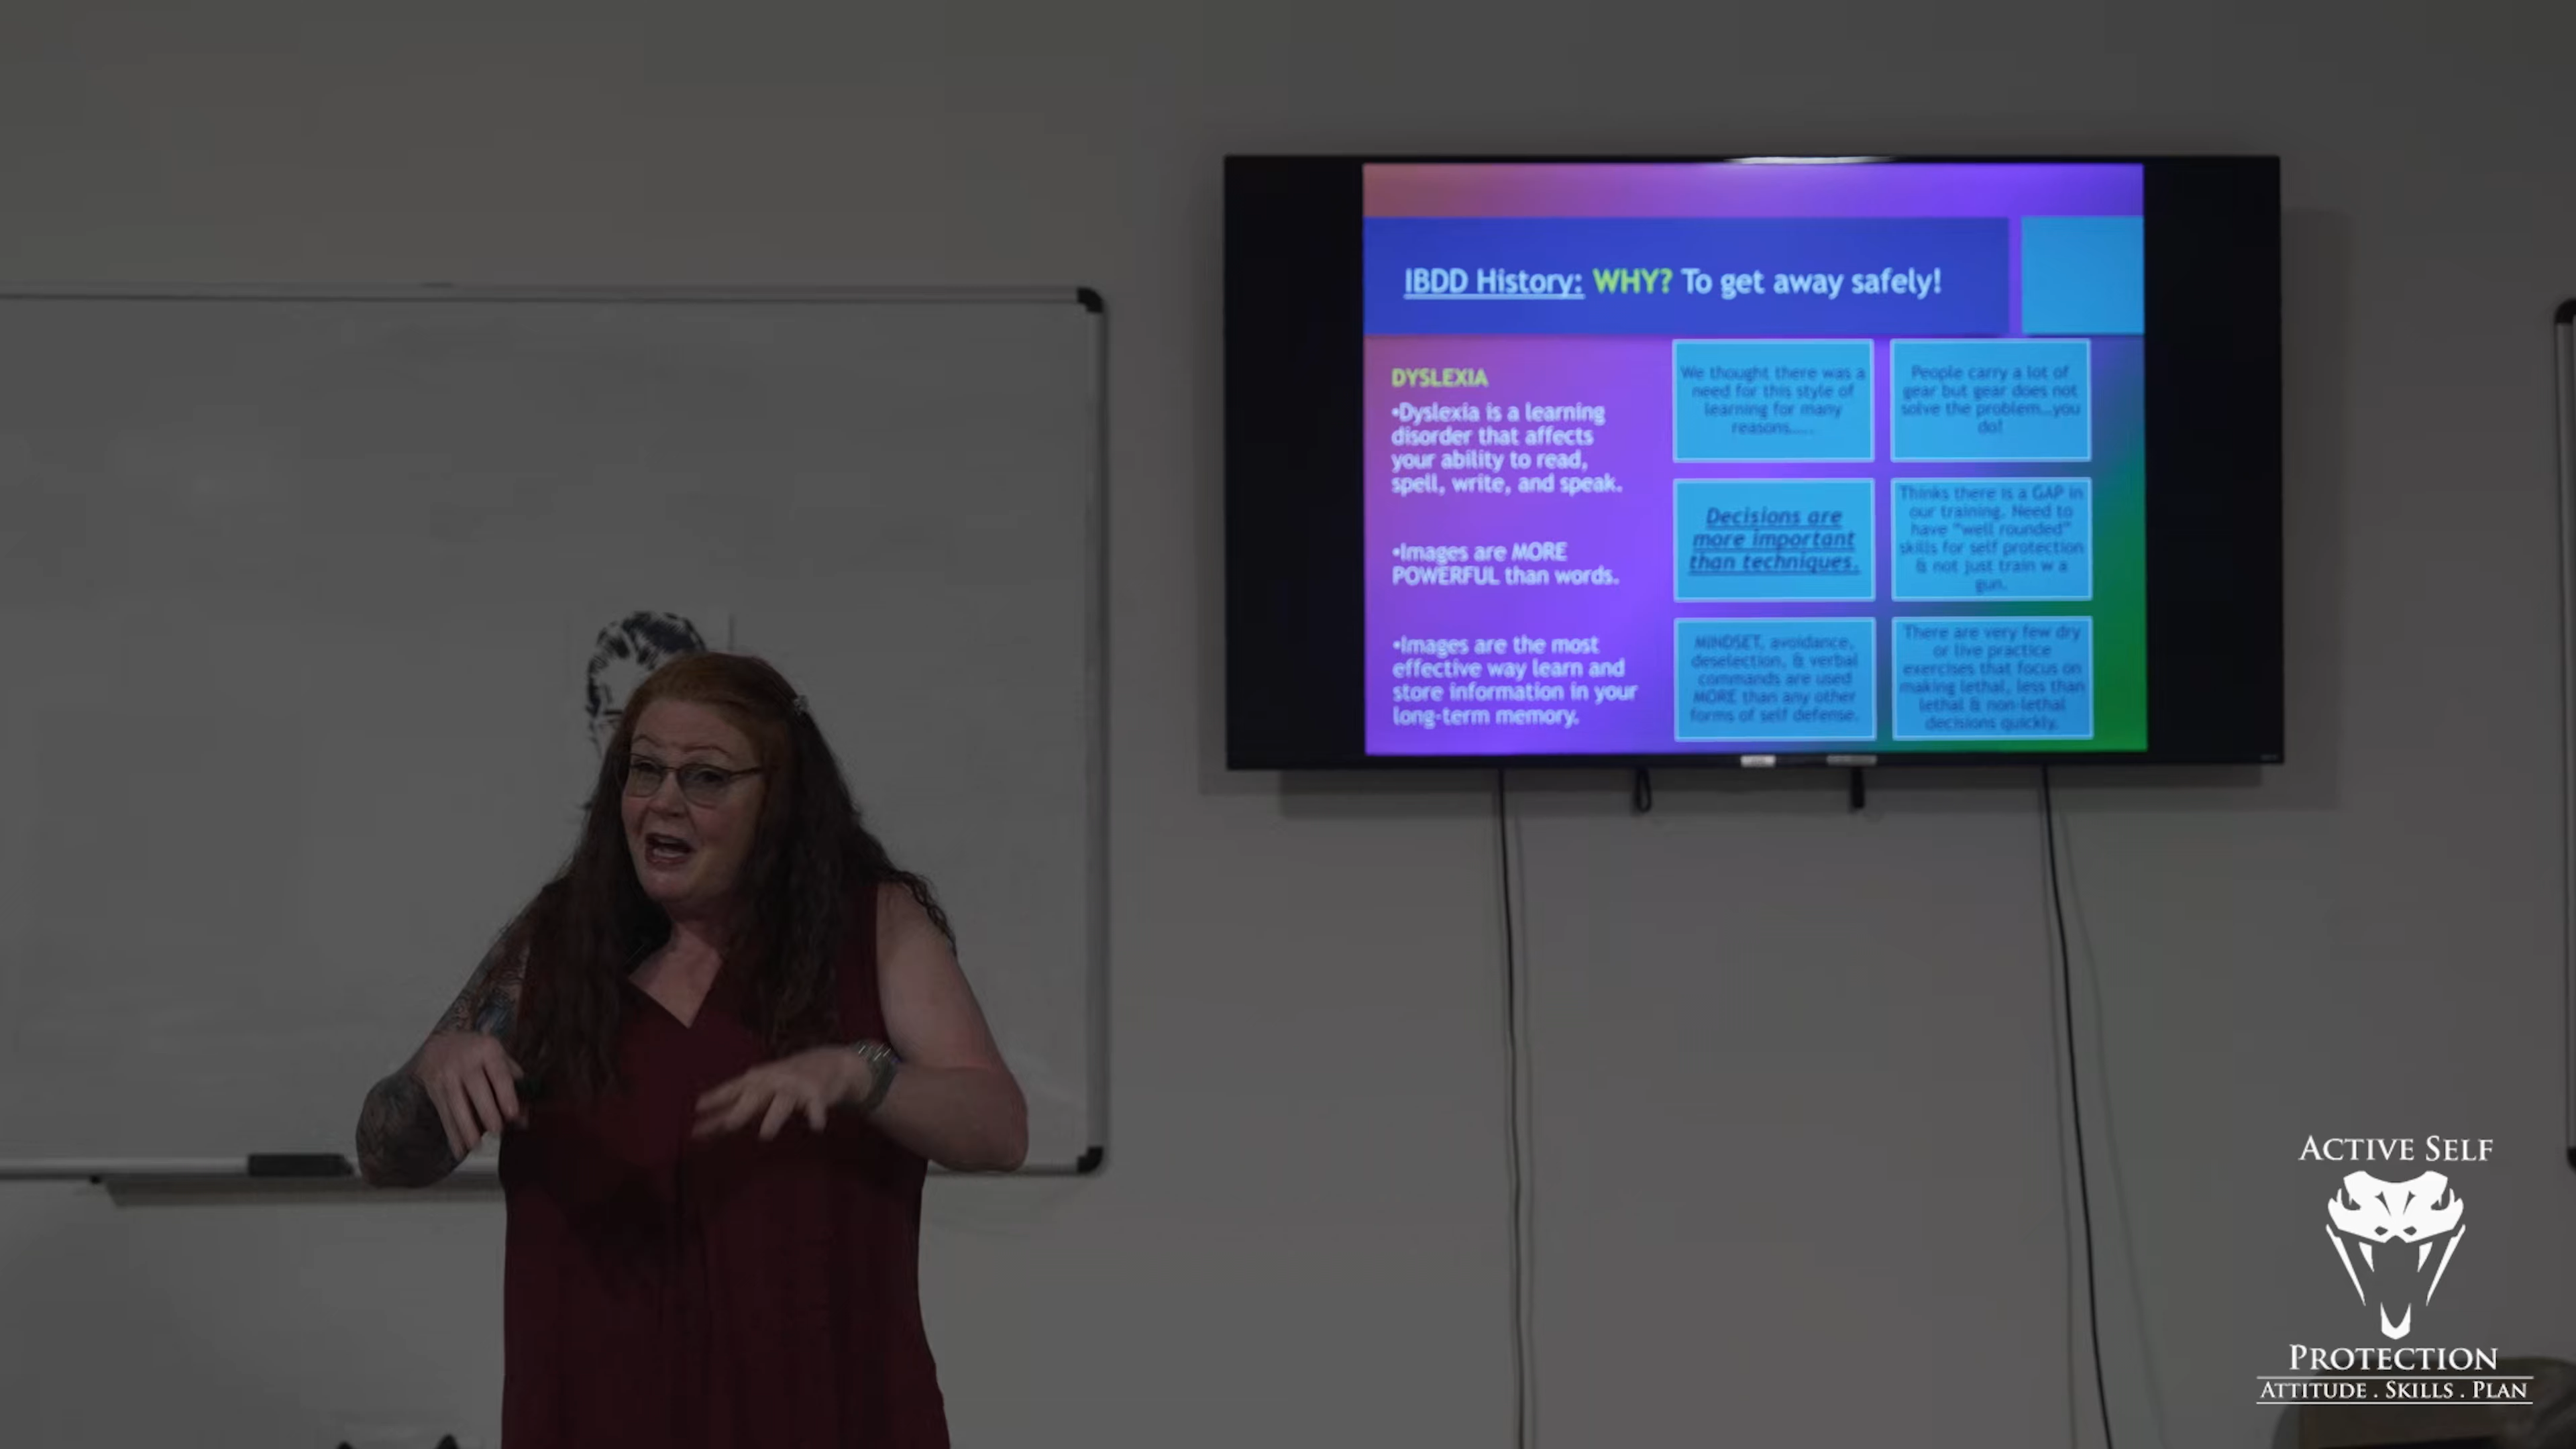 IBDD History: WHY? To get away safely!
DYSLEXIA
•Dyslexia is a learning
disorder that affects
your ability to read,
spell, write, and speak.
•Images are MORE
POWERFUL than words.
•Images are the most
effective way learn and
store information in your
long-term memory.
We thought there was a
need for this style of
learning for many
reasons.....
People carry a lot of
gear but gear does not
solve the problem...you
do!
Decisions are
more important
than techniques.
Thinks there is a GAP in
our training. Need to
have "well rounded"
skills for self protection
& not just train w a
gun.
MINDSET, avoidance,
deselection, & verbal
commands are used
MORE than any other
forms of self defense.
There are very few dry
or live practice
exercises that focus on
making lethal, less than
lethal & non-lethal
decisions quickly.
ACTIVE SELF
PROTECTION
ATTITUDE . SKILLS . PLAN